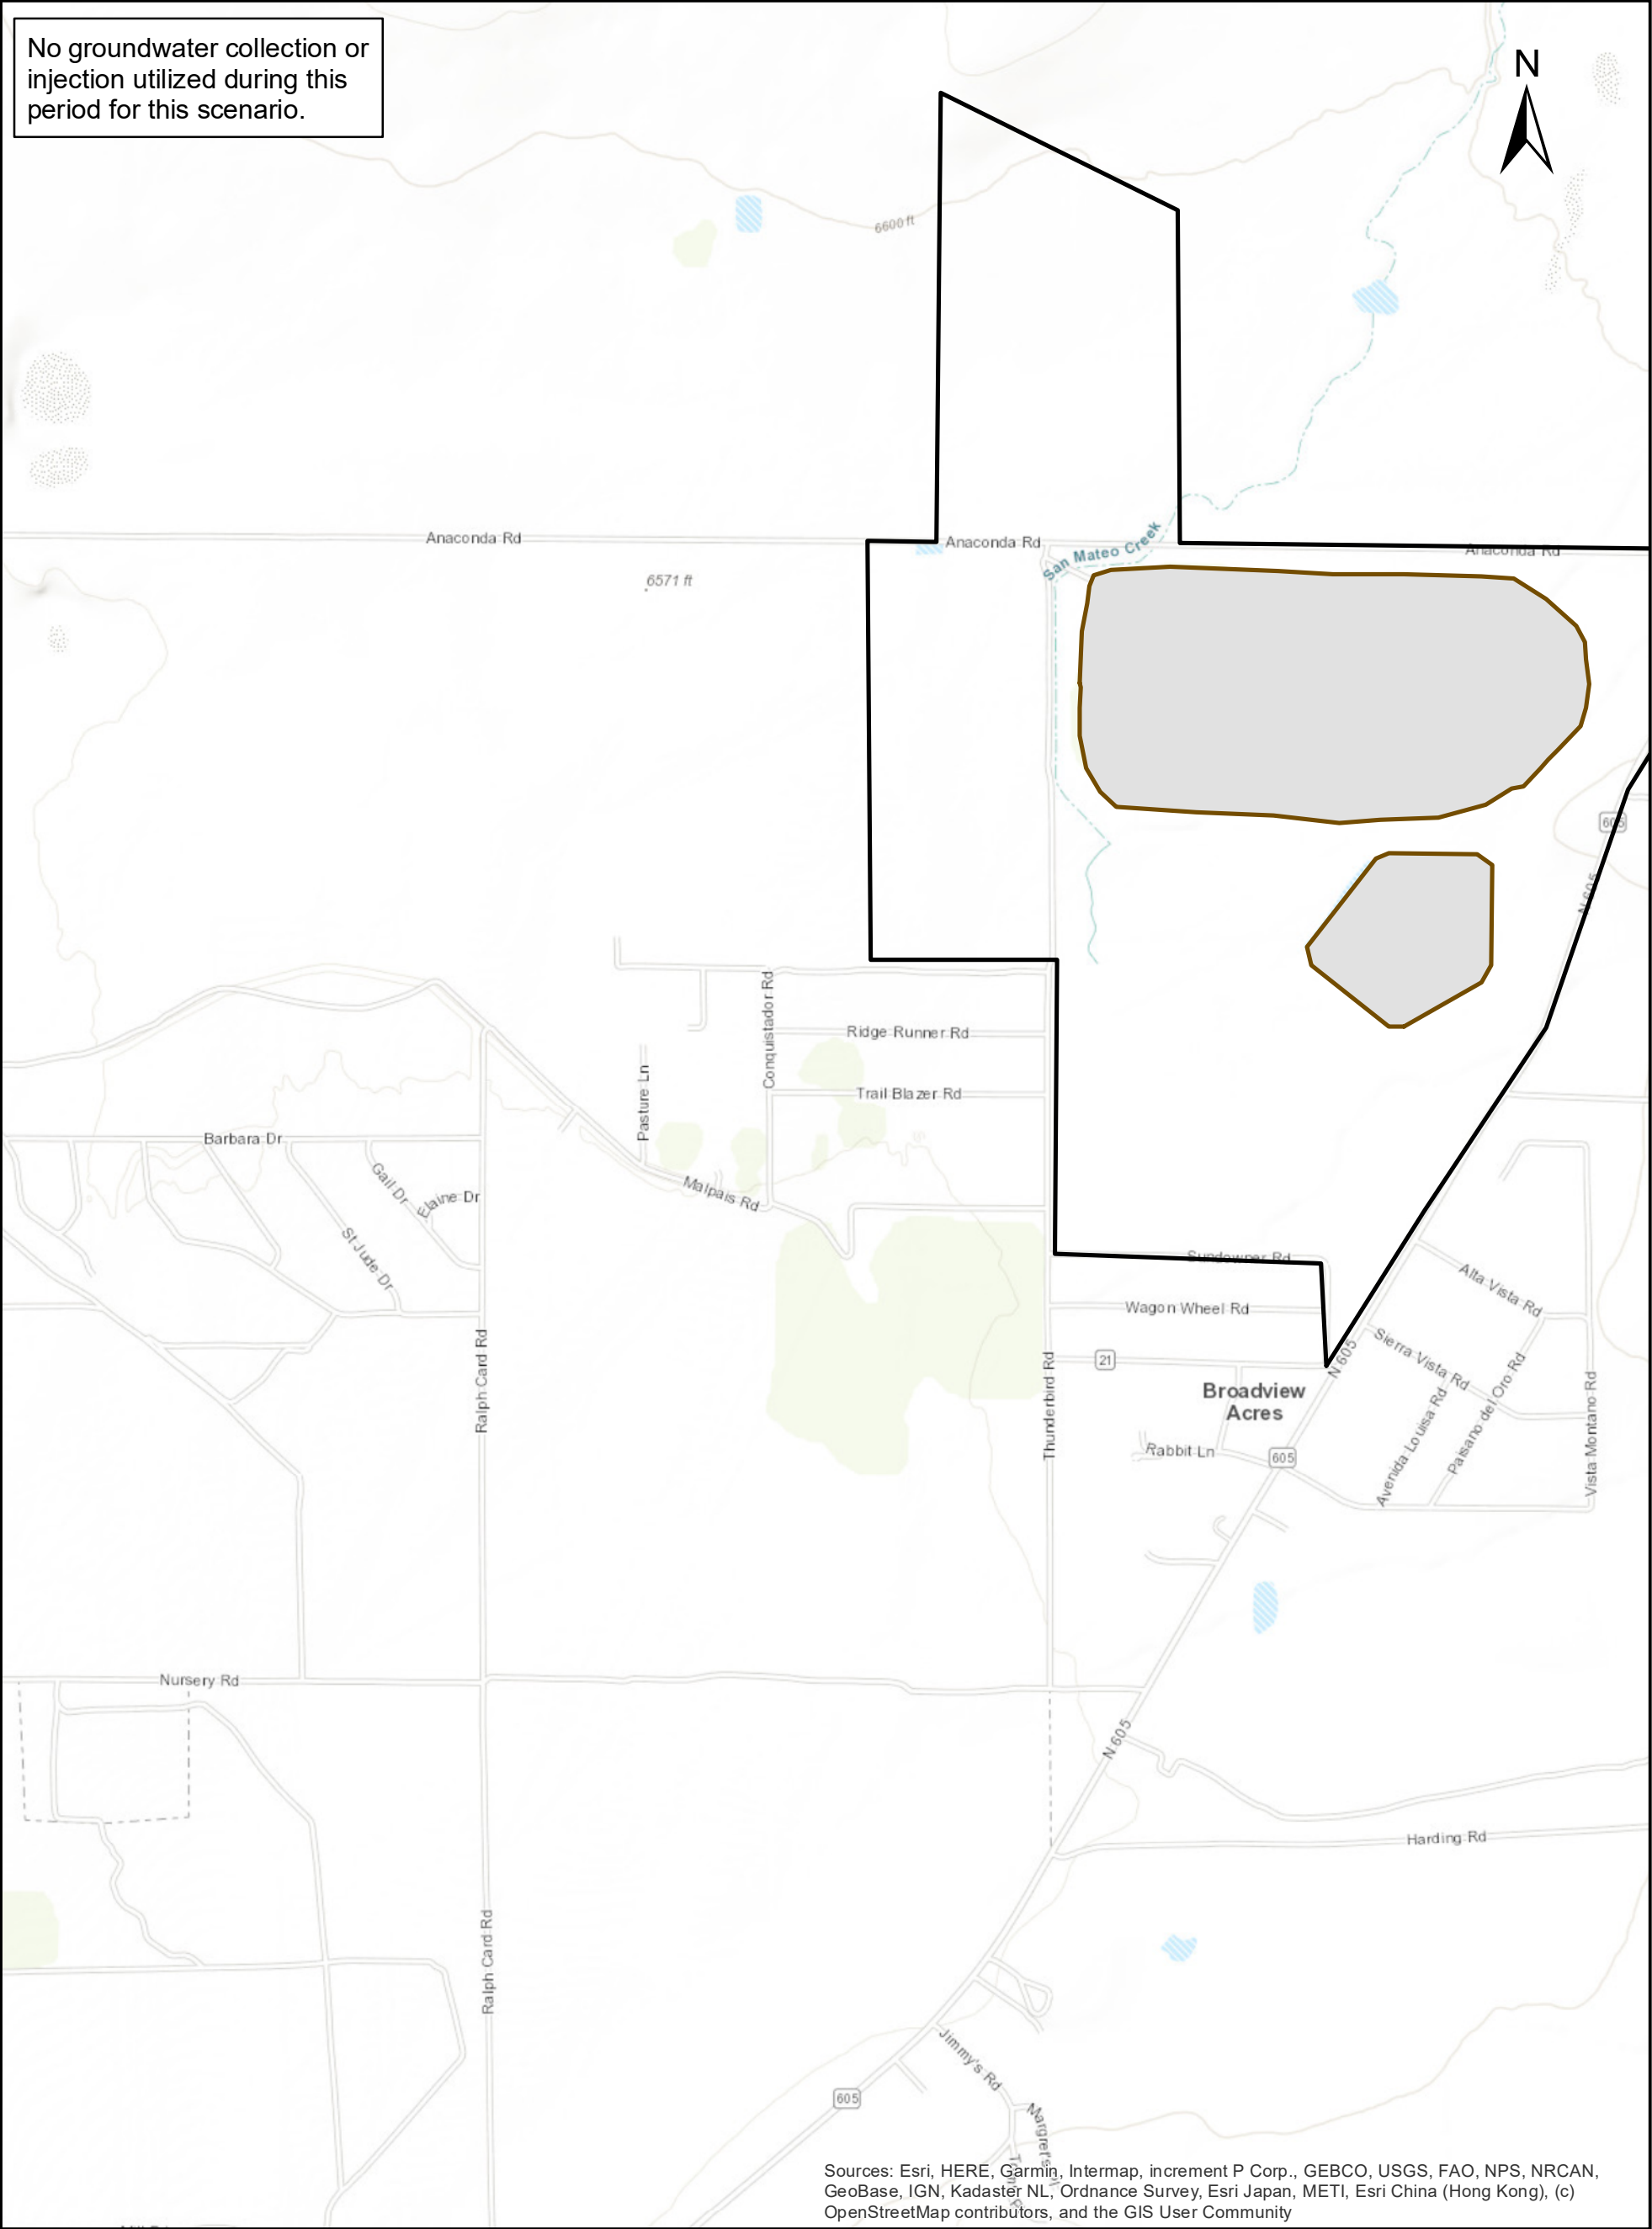 No groundwater collection or
injection utilized during this
period for this scenario.
N
6600 ft
Anaconda Rd
Anaconda Rd
San Mateo Creek
Anaconda Rd
6571 ft
605
N 605
Conquistador Rd
Ridge Runner Rd
Pasture Ln
Trail Blazer Rd
Barbara Dr
Gail Dr
Elaine Dr
Malpais Rd
St Jude Dr
Sundowner Rd
Alta Vista Rd
Wagon Wheel Rd
Sierra Vista Rd
Ralph Card Rd
Thunderbird Rd
21
N 605
Broadview
Acres
Avenida Louisa Rd
Paisano del Oro Rd
Vista Montano Rd
Rabbit Ln
605
Nursery Rd
N 605
Harding Rd
Ralph Card Rd
Jimmy's Rd
605
Margret's Pl
Sources: Esri, HERE, Garmin, Intermap, increment P Corp., GEBCO, USGS, FAO, NPS, NRCAN,
GeoBase, IGN, Kadaster NL, Ordnance Survey, Esri Japan, METI, Esri China (Hong Kong), (c)
OpenStreetMap contributors, and the GIS User Community